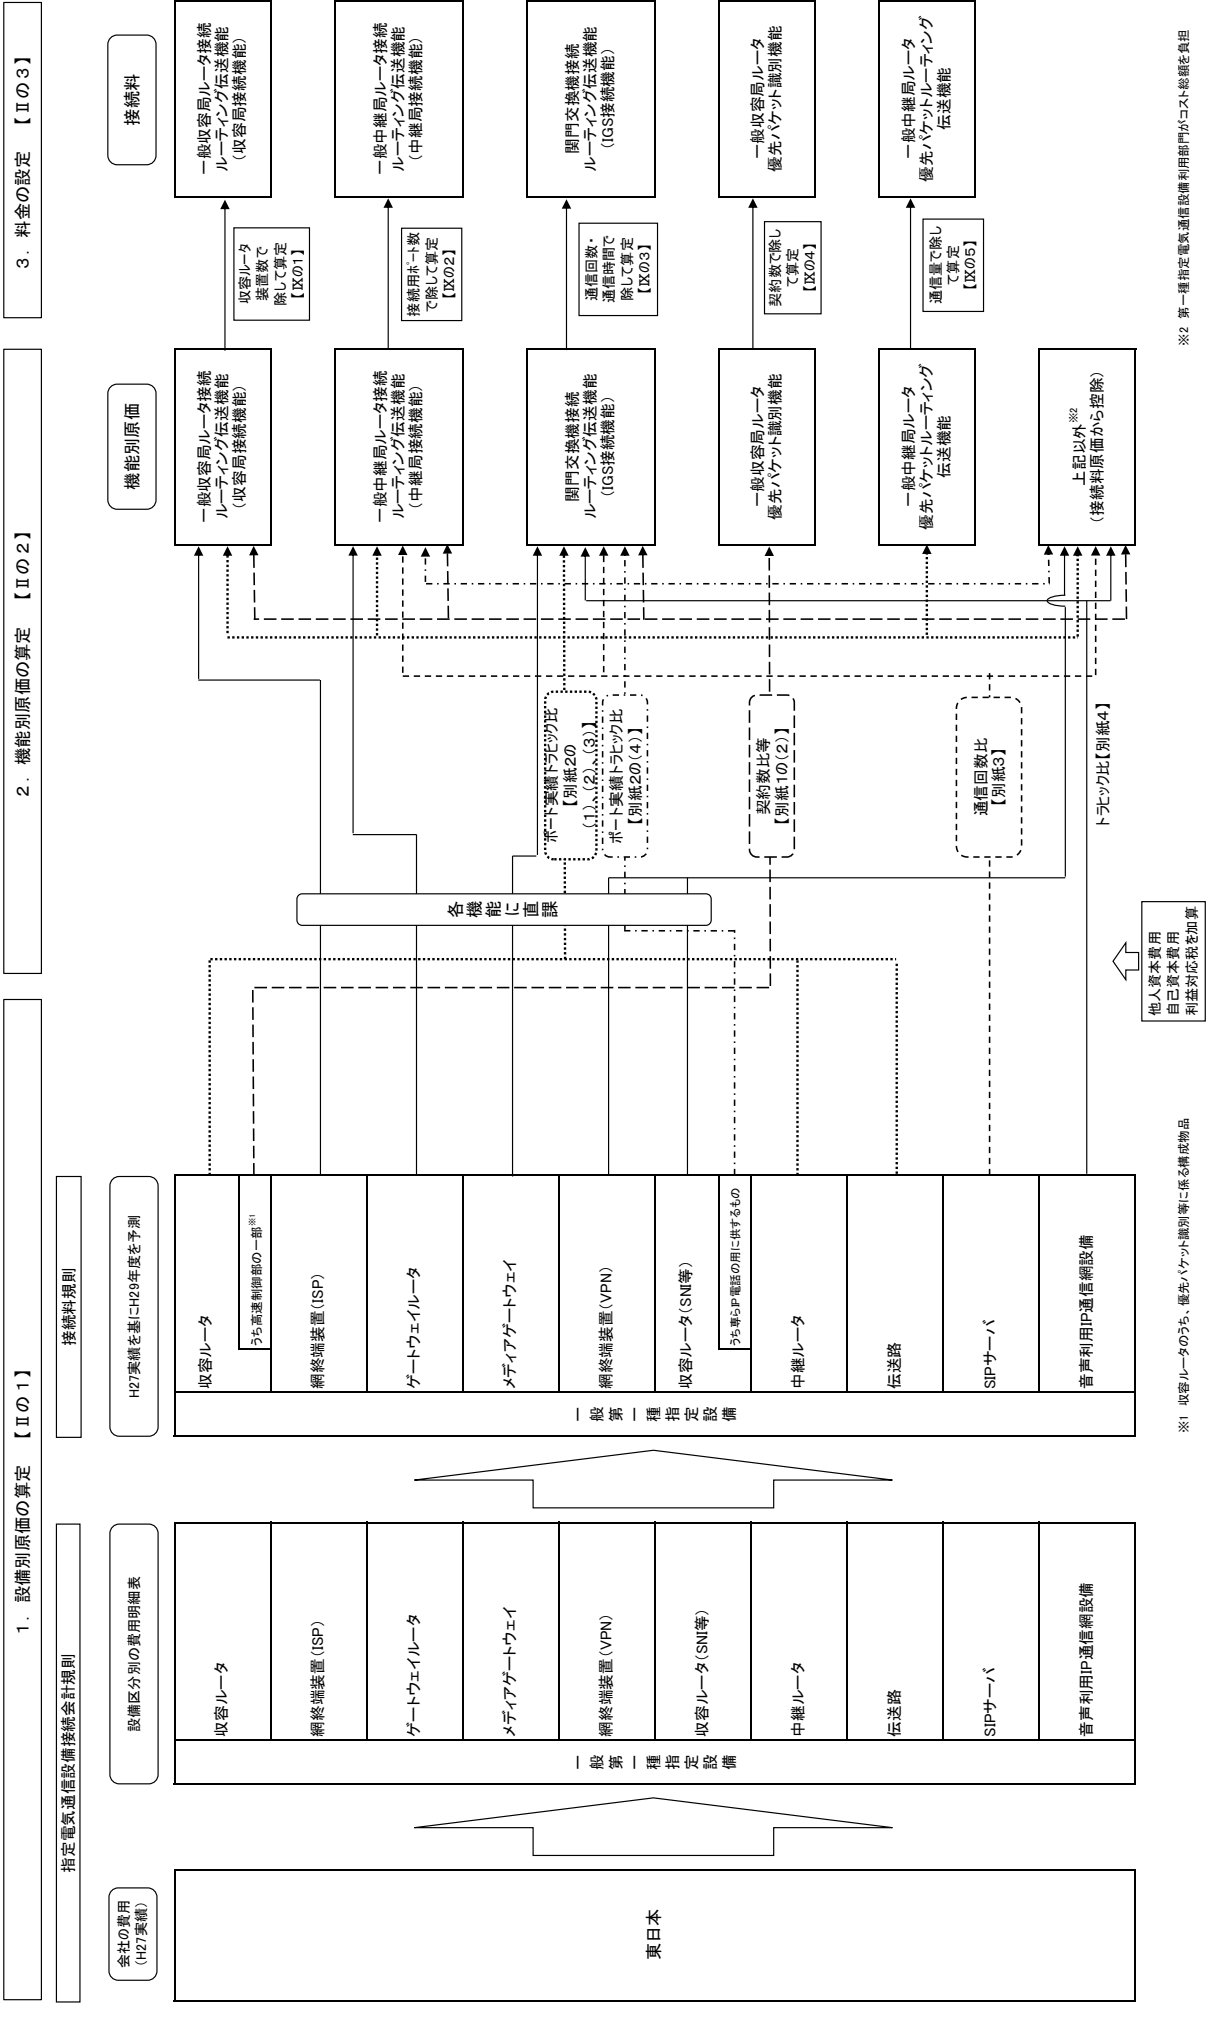 1. 設備別原価の算定 【Ⅱの1】
2. 機能別原価の算定 【Ⅱの2】
3. 料金の設定 【Ⅱの3】
指定電気通信設備接続会計規則
接続料規則
会社の費用
(H27実績)
設備区分別の費用明細表
H27実績を基にH29年度を予測
機能別原価
接続料
東日本
一般第一種指定設備
収容ルータ
網終端装置(ISP)
ゲートウェイルータ
メディアゲートウェイ
網終端装置(VPN)
収容ルータ(SNI等)
中継ルータ
伝送路
SIPサーバ
音声利用IP通信網設備
一般第一種指定設備
収容ルータ
うち高速制御部の一部※1
網終端装置(ISP)
ゲートウェイルータ
メディアゲートウェイ
網終端装置(VPN)
収容ルータ(SNI等)
うち専らIP電話の用に供するもの
中継ルータ
伝送路
SIPサーバ
音声利用IP通信網設備
各機能に直課
ポート実績トラヒック比
【別紙2の
(1)、(2)、(3)】
ポート実績トラヒック比
【別紙2の(4)】
契約数比等
【別紙1の(2)】
通信回数比
【別紙3】
トラヒック比【別紙4】
他人資本費用
自己資本費用
利益対応税を加算
一般収容局ルータ接続
ルーティング伝送機能
(収容局接続機能)
一般中継局ルータ接続
ルーティング伝送機能
(中継局接続機能)
関門交換機接続
ルーティング伝送機能
(IGS接続機能)
一般収容局ルータ
優先パケット識別機能
一般中継局ルータ
優先パケットルーティング
伝送機能
上記以外※2
(接続料原価から控除)
収容ルータ
装置数で
除して算定
【Ⅸの1】
接続用ポート数
で除して算定
【Ⅸの2】
通信回数・
通信時間で
除して算定
【Ⅸの3】
契約数で除し
て算定
【Ⅸの4】
通信量で除し
て算定
【Ⅸの5】
一般収容局ルータ接続
ルーティング伝送機能
(収容局接続機能)
一般中継局ルータ接続
ルーティング伝送機能
(中継局接続機能)
関門交換機接続
ルーティング伝送機能
(IGS接続機能)
一般収容局ルータ
優先パケット識別機能
一般中継局ルータ
優先パケットルーティング
伝送機能
※1 収容ルータのうち、優先パケット識別等に係る構成物品
※2 第一種指定電気通信設備利用部門がコスト総額を負担